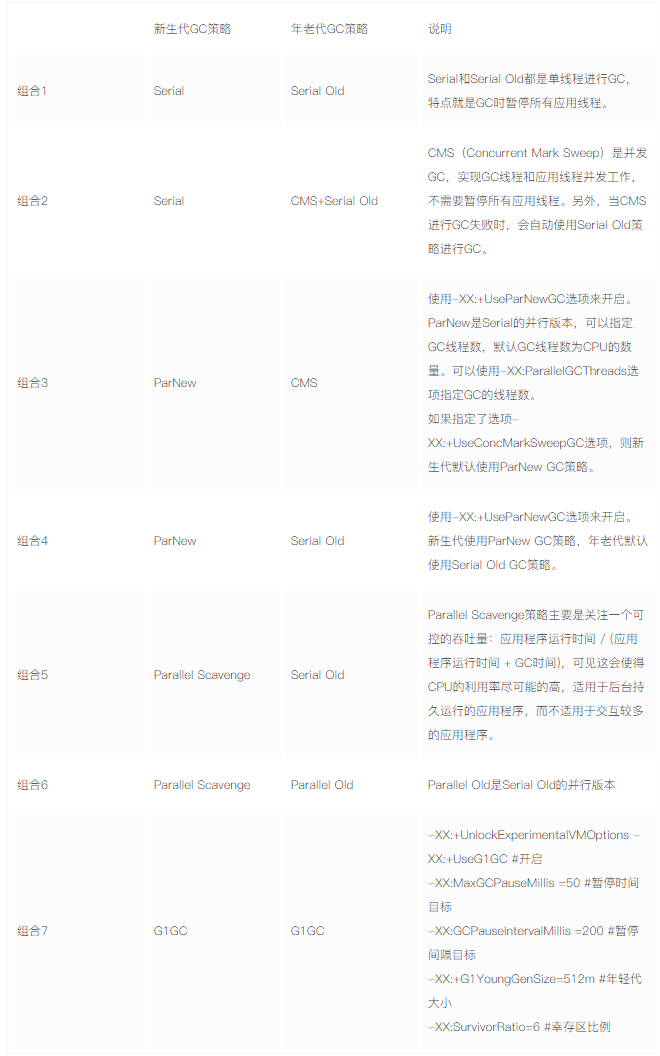 新生代GC策略 年老代GC策略 说明
组合1 Serial Serial Old Serial和Serial Old都是单线程进行GC，
特点就是GC时暂停所有应用线程。
组合2 Serial CMS+Serial Old CMS（Concurrent Mark Sweep）是并发
GC，实现GC线程和应用线程并发工作，
不需要暂停所有应用线程。另外，当CMS
进行GC失败时，会自动使用Serial Old策
略进行GC。
组合3 ParNew CMS 使用-XX:+UseParNewGC选项来开启。
ParNew是Serial的并行版本，可以指定
GC线程数，默认GC线程数为CPU的数
量。可以使用-XX:ParallelGCThreads选
项指定GC的线程数。
如果指定了选项-
XX:+UseConcMarkSweepGC选项，则新
生代默认使用ParNew GC策略。
组合4 ParNew Serial Old 使用-XX:+UseParNewGC选项来开启。
新生代使用ParNew GC策略，年老代默认
使用Serial Old GC策略。
组合5 Parallel Scavenge Serial Old Parallel Scavenge策略主要是关注一个可
控的吞吐量：应用程序运行时间 / (应用
程序运行时间 + GC时间)，可见这会使得
CPU的利用率尽可能的高，适用于后台持
久运行的应用程序，而不适用于交互较多
的应用程序。
组合6 Parallel Scavenge Parallel Old Parallel Old是Serial Old的并行版本
组合7 G1GC G1GC -XX:+UnlockExperimentalVMOptions -
XX:+UseG1GC #开启
-XX:MaxGCPauseMillis =50 #暂停时间
目标
-XX:GCPauseIntervalMillis =200 #暂停
间隔目标
-XX:+G1YoungGenSize=512m #年轻代
大小
-XX:SurvivorRatio=6 #幸存区比例